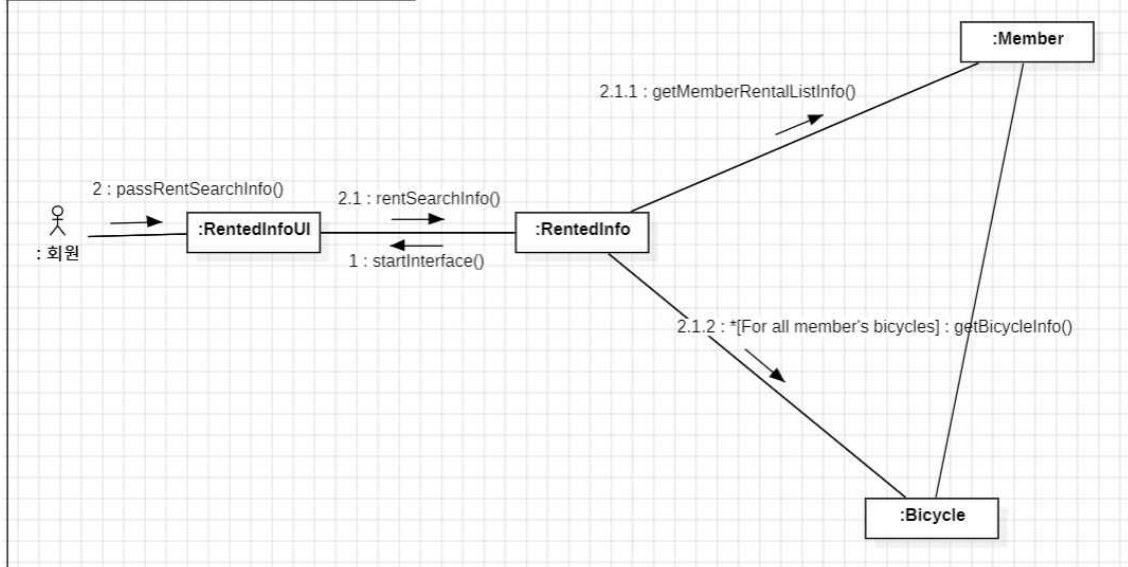 :Member
2.1.1 : getMemberRentalListInfo()
2 : passRentSearchInfo()
2.1 : rentSearchInfo()
:RentedInfoUI
:RentedInfo
: 회원
1 : startInterface()
2.1.2 : *[For all member's bicycles] : getBicycleInfo()
:Bicycle